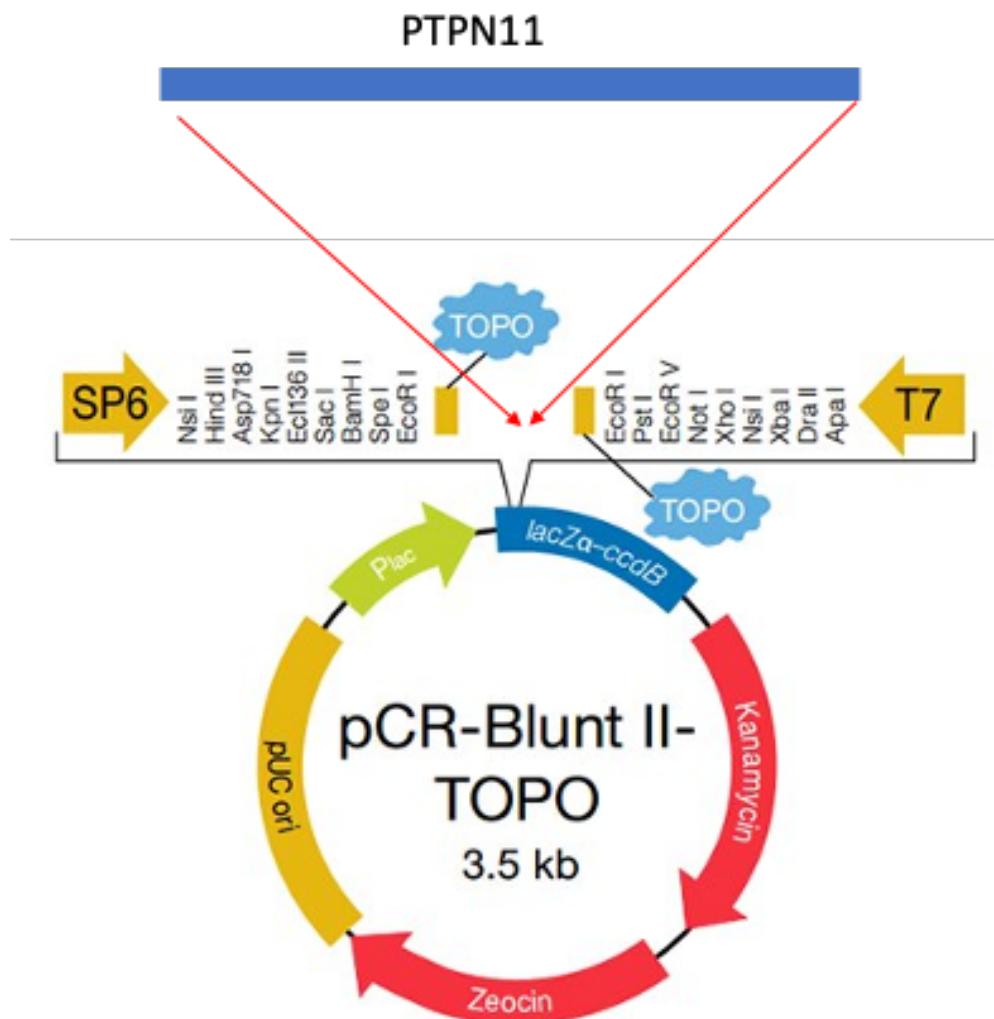 PTPN11
TOPO
SP6
Nsi I
Hind III
Asp718 I
Kpn I
Ecl136 II
Sac I
BamH I
Spe I
EcoR I
EcoR I
Pst I
EcoR V
Not I
Xho I
Nsi I
Xba I
Dra II
Apa I
T7
TOPO
Plac
lacZα-ccdB
pUC ori
pCR-Blunt II-
TOPO
3.5 kb
Kanamycin
Zeocin